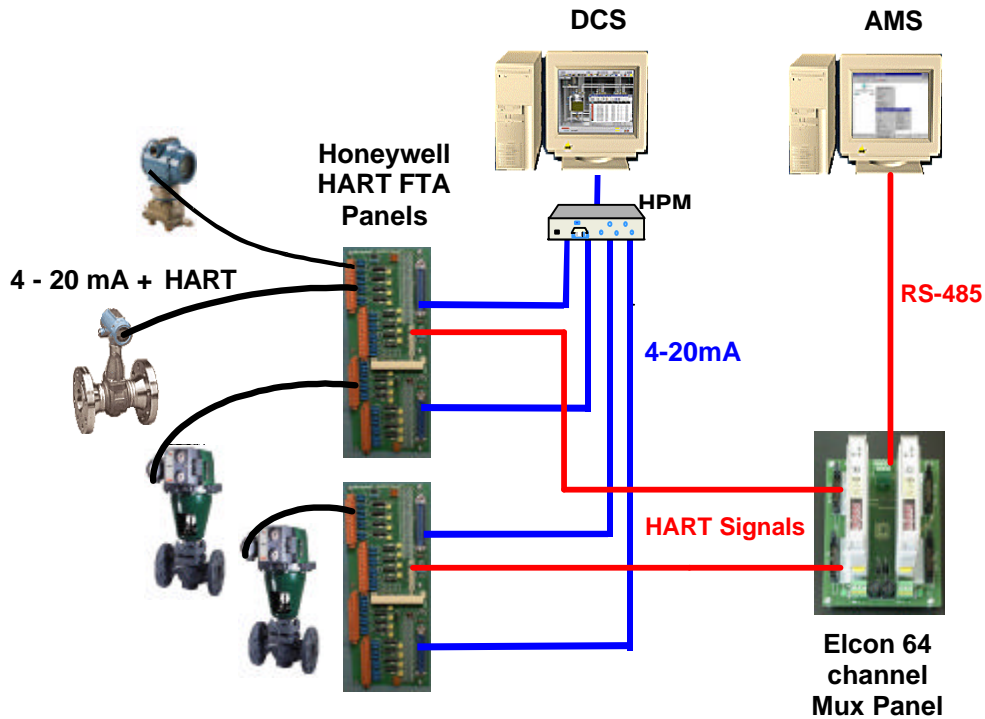 DCS
AMS
Honeywell
HART FTA
Panels
HPM
4 - 20 mA + HART
RS-485
4-20mA
HART Signals
Elcon 64
channel
Mux Panel